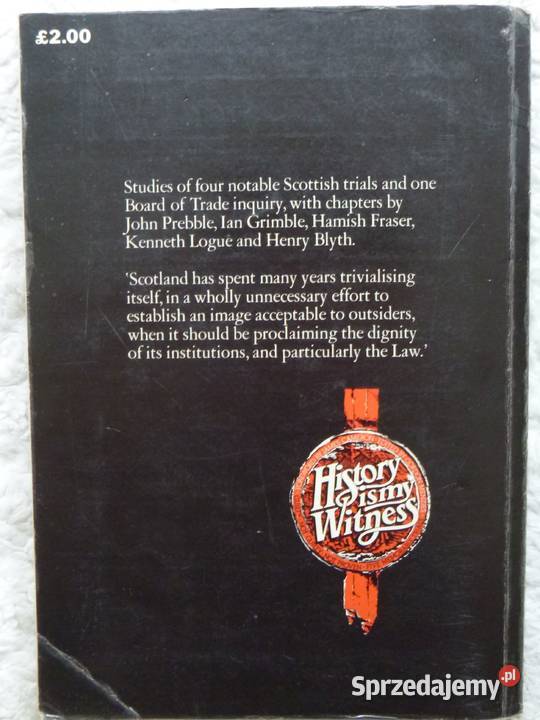 £2.00
Studies of four notable Scottish trials and one
Board of Trade inquiry, with chapters by
John Prebble, Ian Grimble, Hamish Fraser,
Kenneth Logue and Henry Blyth.
'Scotland has spent many years trivialising
itself, in a wholly unnecessary effort to
establish an image acceptable to outsiders,
when it should be proclaiming the dignity
of its institutions, and particularly the Law.'
History
is my
Witness
Sprzedajemy.pl